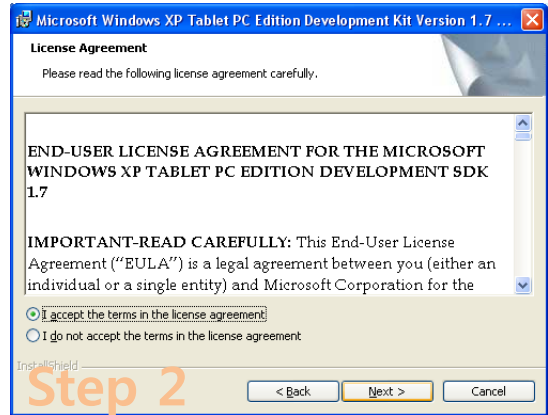 Microsoft Windows XP Tablet PC Edition Development Kit Version 1.7 ...
License Agreement
Please read the following license agreement carefully.
END-USER LICENSE AGREEMENT FOR THE MICROSOFT
WINDOWS XP TABLET PC EDITION DEVELOPMENT SDK
1.7
IMPORTANT-READ CAREFULLY: This End-User License
Agreement (“EULA”) is a legal agreement between you (either an
individual or a single entity) and Microsoft Corporation for the
I accept the terms in the license agreement
I do not accept the terms in the license agreement
InstallShield
Step 2
< Back
Next >
Cancel